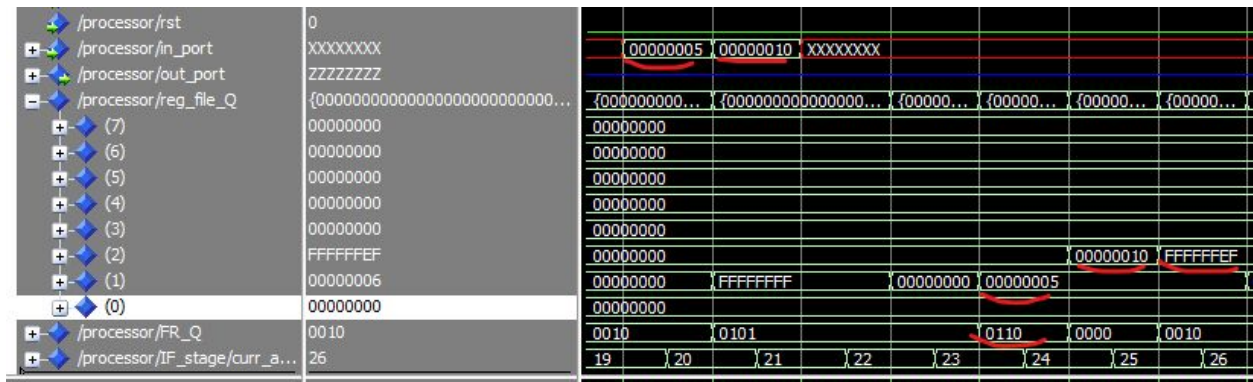 /processor/rst 0
/processor/in_port XXXXXXXX 00000005 00000010 XXXXXXXX
/processor/out_port ZZZZZZZZ
/processor/reg_file_Q {000000000000000000000000000... {000000000... {000000000000000... {00000... {00000... {00000... {00000...
(7) 00000000 00000000
(6) 00000000 00000000
(5) 00000000 00000000
(4) 00000000 00000000
(3) 00000000 00000000
(2) FFFFFFEF 00000000 00000010 FFFFFFEF
(1) 00000006 00000000 FFFFFFFF 00000000 00000005
(0) 00000000 00000000
/processor/FR_Q 0010 0010 0101 0110 0000 0010
/processor/IF_stage/curr_a... 26 19 20 21 22 23 24 25 26